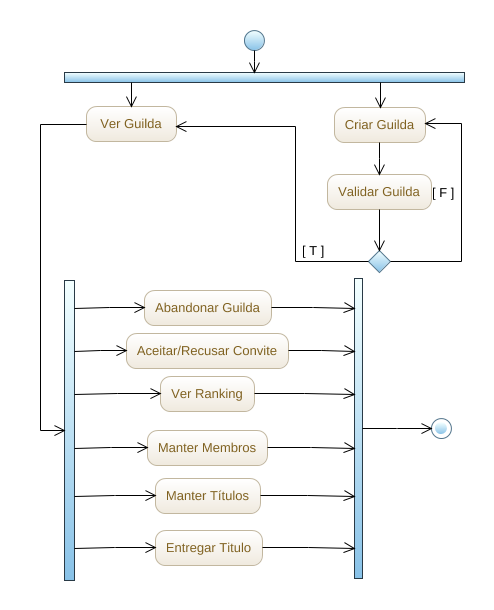 Ver Guilda
Criar Guilda
Validar Guilda
[ F ]
[ T ]
Abandonar Guilda
Aceitar/Recusar Convite
Ver Ranking
Manter Membros
Manter Títulos
Entregar Titulo